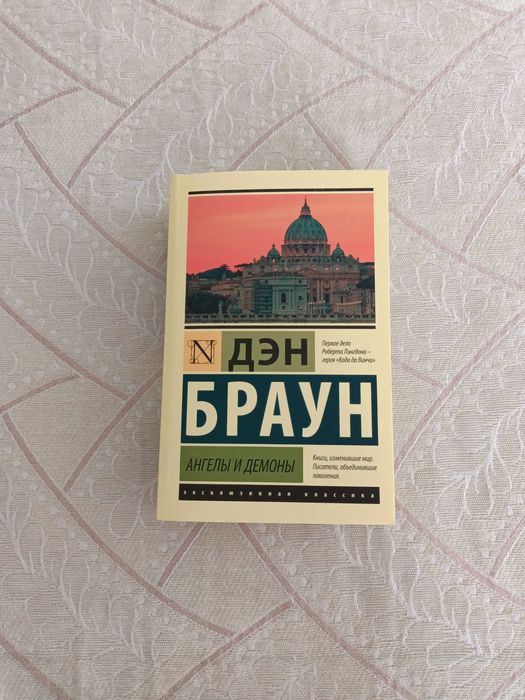 N
ДЭН
Первое дело
Роберта Лэнгдона –
героя «Кода да Винчи»
БРАУН
АНГЕЛЫ И ДЕМОНЫ
Книги, изменившие мир.
Писатели, объединившие
поколения.
эксклюзивная классика